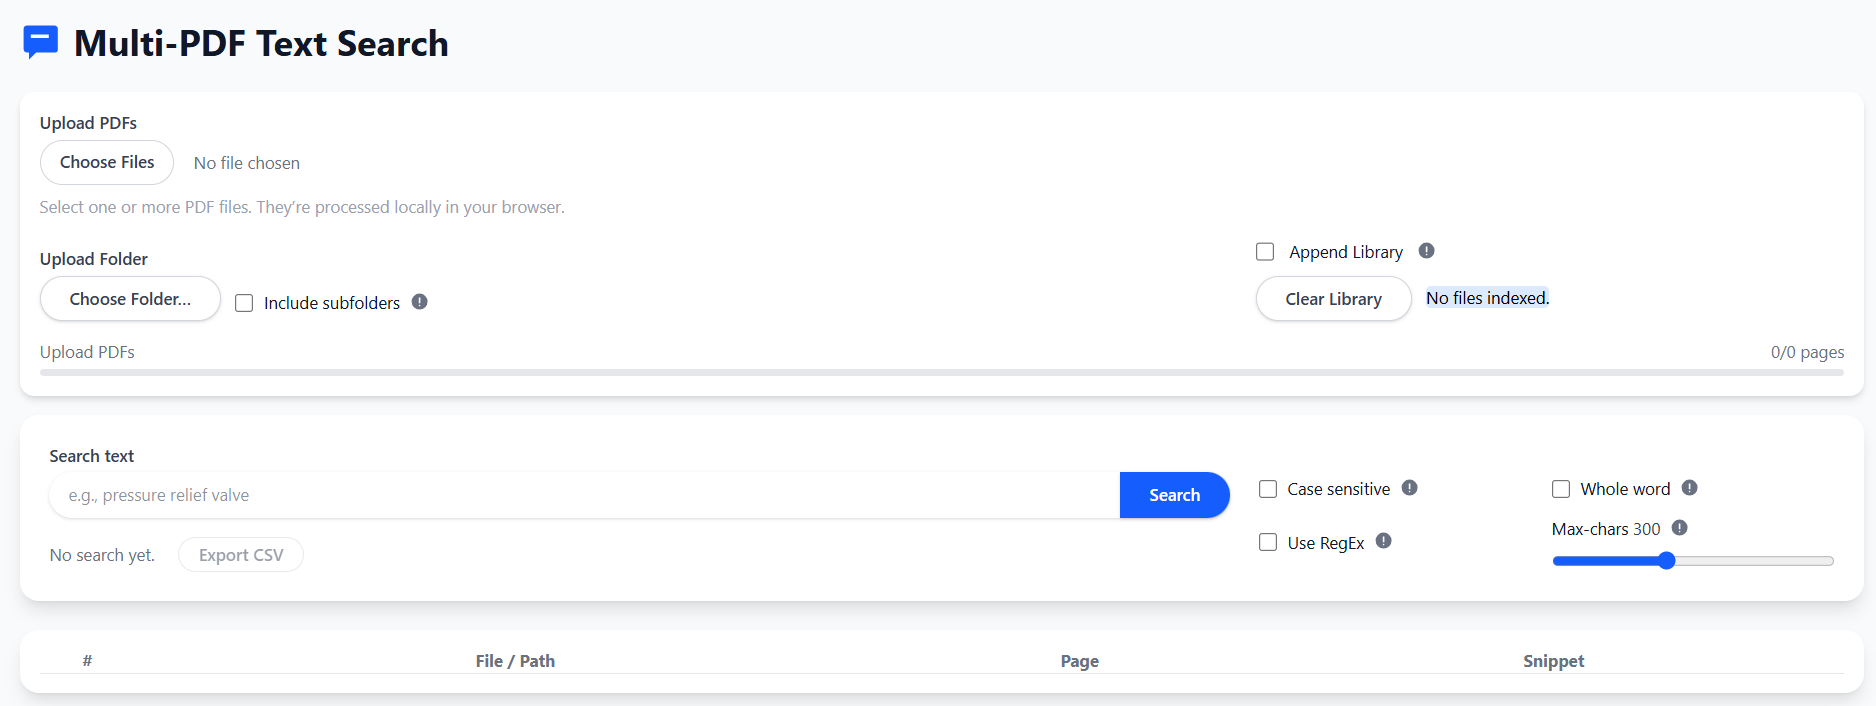 Multi-PDF Text Search
Upload PDFs
Choose Files No file chosen
Select one or more PDF files. They’re processed locally in your browser.
Upload Folder
Append Library
Choose Folder... Include subfolders
Clear Library No files indexed.
Upload PDFs 0/0 pages
Search text
e.g., pressure relief valve Search
Case sensitive Whole word
Max-chars 300
Use RegEx
No search yet. Export CSV
# File / Path Page Snippet